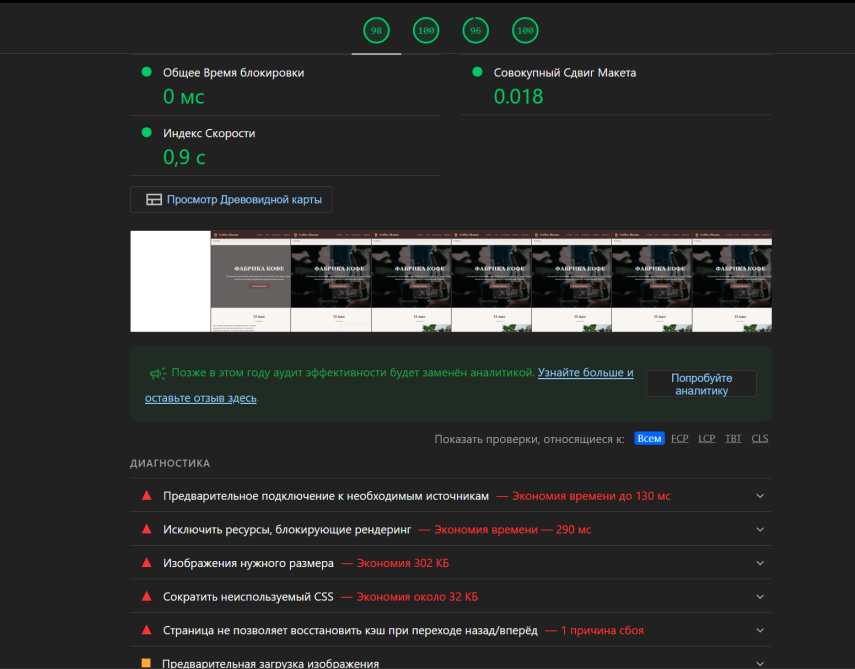 98 100 96 100
Общее Время блокировки
0 мс
Совокупный Сдвиг Макета
0.018
Индекс Скорости
0,9 с
Просмотр Древовидной карты
ФАБРИКА КОФЕ ФАБРИКА КОФЕ ФАБРИКА КОФЕ ФАБРИКА КОФЕ ФАБРИКА КОФЕ ФАБРИКА КОФЕ ФАБРИКА КОФЕ
Позже в этом году аудит эффективности будет заменён аналитикой. Узнайте больше и
оставьте отзыв здесь.
Попробуйте
аналитику
Показать проверки, относящиеся к: Всем FCP LCP TBT CLS
ДИАГНОСТИКА
Предварительное подключение к необходимым источникам — Экономия времени до 130 мс
Исключить ресурсы, блокирующие рендеринг — Экономия времени — 290 мс
Изображения нужного размера — Экономия 302 КБ
Сократить неиспользуемый CSS — Экономия около 32 КБ
Страница не позволяет восстановить кэш при переходе назад/вперёд — 1 причина сбоя
Предварительная загрузка изображения